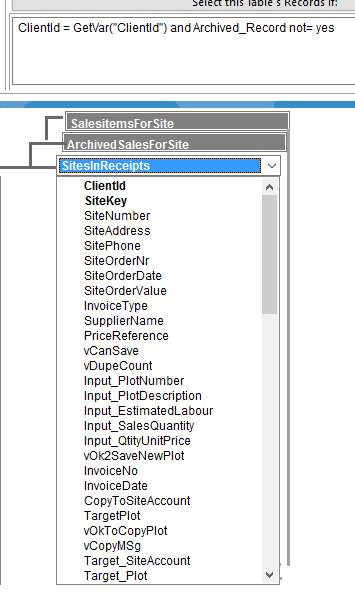 Select this Table's Records if:
ClientId = GetVar("ClientId") and Archived_Record not= yes
SalesitemsForSite
ArchivedSalesForSite
SitesInReceipts
ClientId
SiteKey
SiteNumber
SiteAddress
SitePhone
SiteOrderNr
SiteOrderDate
SiteOrderValue
InvoiceType
SupplierName
PriceReference
vCanSave
vDupeCount
Input_PlotNumber
Input_PlotDescription
Input_EstimatedLabour
Input_SalesQuantity
Input_QtityUnitPrice
vOk2SaveNewPlot
InvoiceNo
InvoiceDate
CopyToSiteAccount
TargetPlot
vOkToCopyPlot
vCopyMSg
Target_SiteAccount
Target_Plot